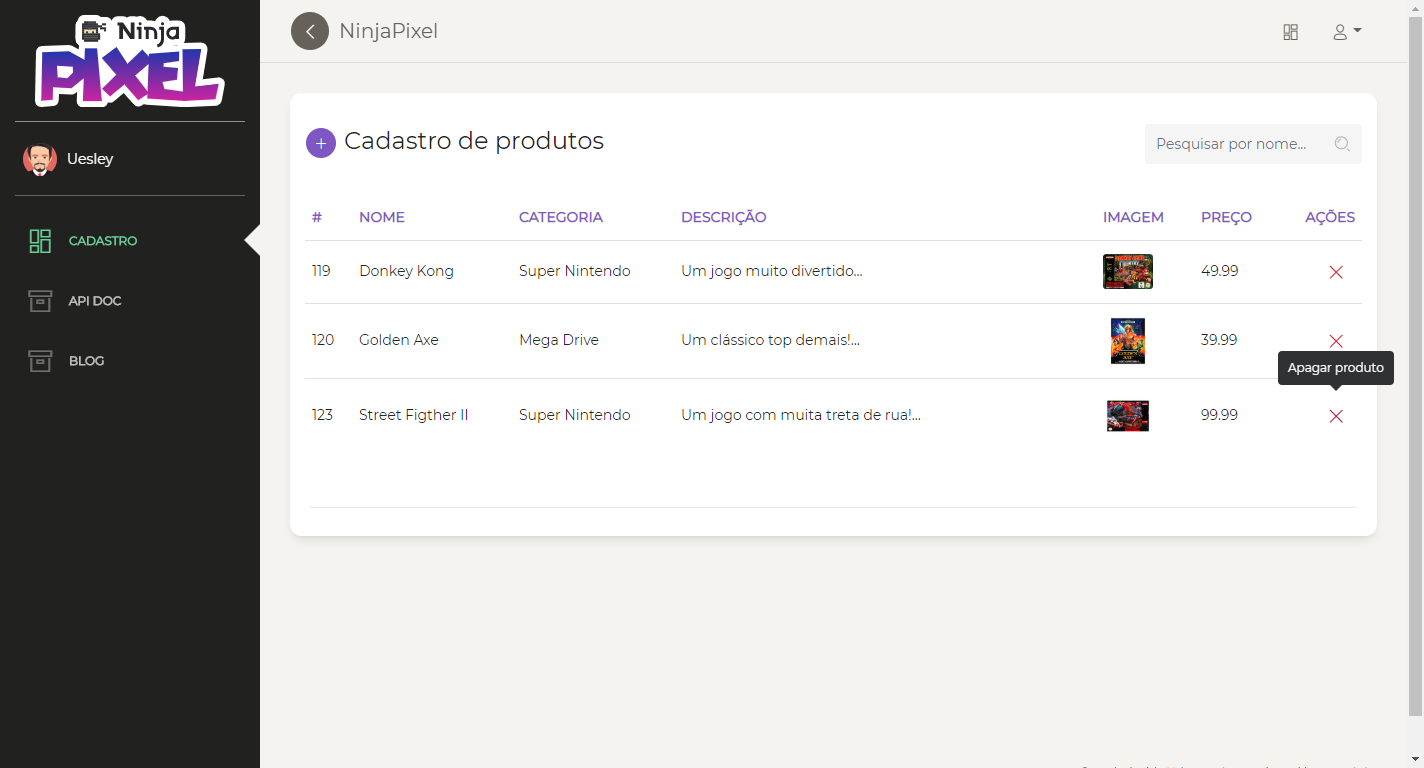 Ninja
PIXEL
NinjaPixel
Uesley
CADASTRO
API DOC
BLOG
+ Cadastro de produtos
Pesquisar por nome...
# NOME CATEGORIA DESCRIÇÃO IMAGEM PREÇO AÇÕES
119 Donkey Kong Super Nintendo Um jogo muito divertido... 49.99
120 Golden Axe Mega Drive Um clássico top demais!... 39.99
Apagar produto
123 Street Figther II Super Nintendo Um jogo com muita treta de rua!... 99.99